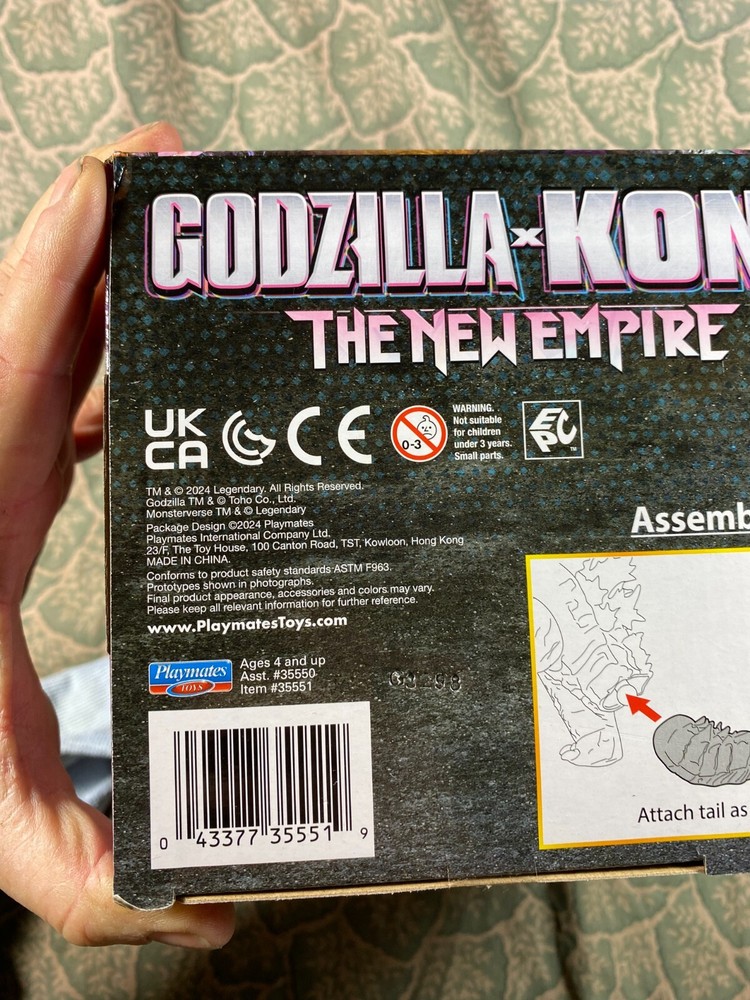 GODZILLA x KON
THE NEW EMPIRE
UK
CA
CE
0-3
WARNING.
Not suitable
for children
under 3 years.
Small parts.
EPC™
TM & © 2024 Legendary. All Rights Reserved.
Godzilla TM & © Toho Co., Ltd.
Monsterverse TM & © Legendary
Package Design ©2024 Playmates
Playmates International Company Ltd.
23/F, The Toy House, 100 Canton Road, TST, Kowloon, Hong Kong
MADE IN CHINA.
Conforms to product safety standards ASTM F963.
Prototypes shown in photographs.
Final product appearance, accessories and colors may vary.
Please keep all relevant information for further reference.
www.PlaymatesToys.com
Playmates
TOYS
Ages 4 and up
Asst. #35550
Item #35551
0 43377 35551 9
Assemb
Attach tail as